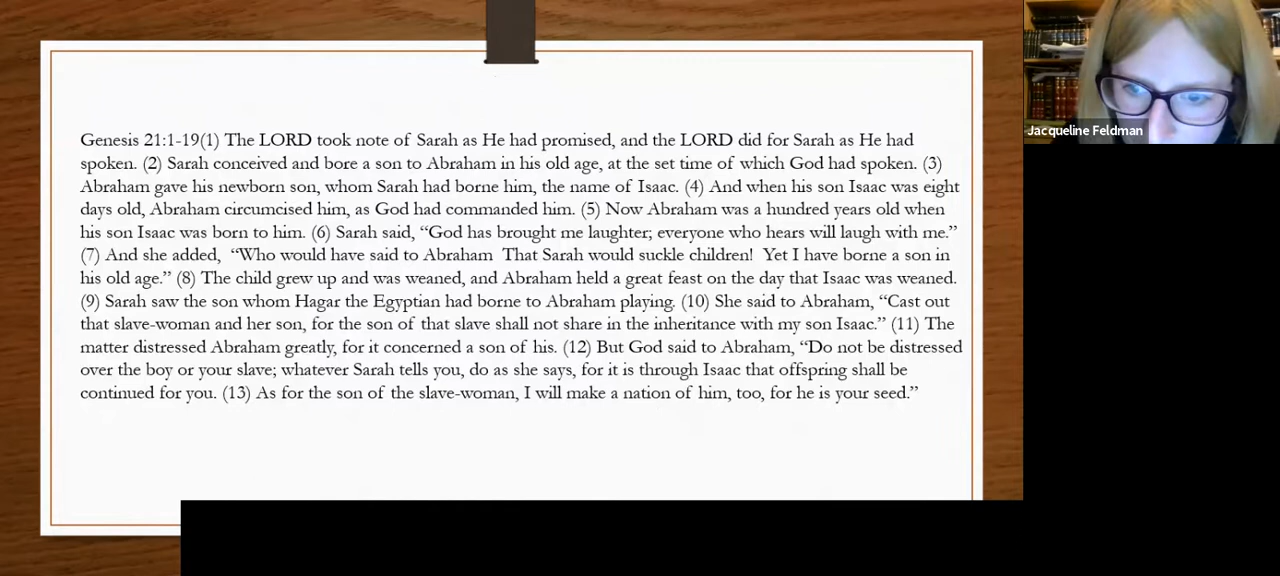 Genesis 21:1-19(1) The LORD took note of Sarah as He had promised, and the LORD did for Sarah as He had
spoken. (2) Sarah conceived and bore a son to Abraham in his old age, at the set time of which God had spoken. (3)
Abraham gave his newborn son, whom Sarah had borne him, the name of Isaac. (4) And when his son Isaac was eight
days old, Abraham circumcised him, as God had commanded him. (5) Now Abraham was a hundred years old when
his son Isaac was born to him. (6) Sarah said, “God has brought me laughter; everyone who hears will laugh with me.”
(7) And she added, “Who would have said to Abraham That Sarah would suckle children! Yet I have borne a son in
his old age.” (8) The child grew up and was weaned, and Abraham held a great feast on the day that Isaac was weaned.
(9) Sarah saw the son whom Hagar the Egyptian had borne to Abraham playing. (10) She said to Abraham, “Cast out
that slave-woman and her son, for the son of that slave shall not share in the inheritance with my son Isaac.” (11) The
matter distressed Abraham greatly, for it concerned a son of his. (12) But God said to Abraham, “Do not be distressed
over the boy or your slave; whatever Sarah tells you, do as she says, for it is through Isaac that offspring shall be
continued for you. (13) As for the son of the slave-woman, I will make a nation of him, too, for he is your seed.”
Jacqueline Feldman